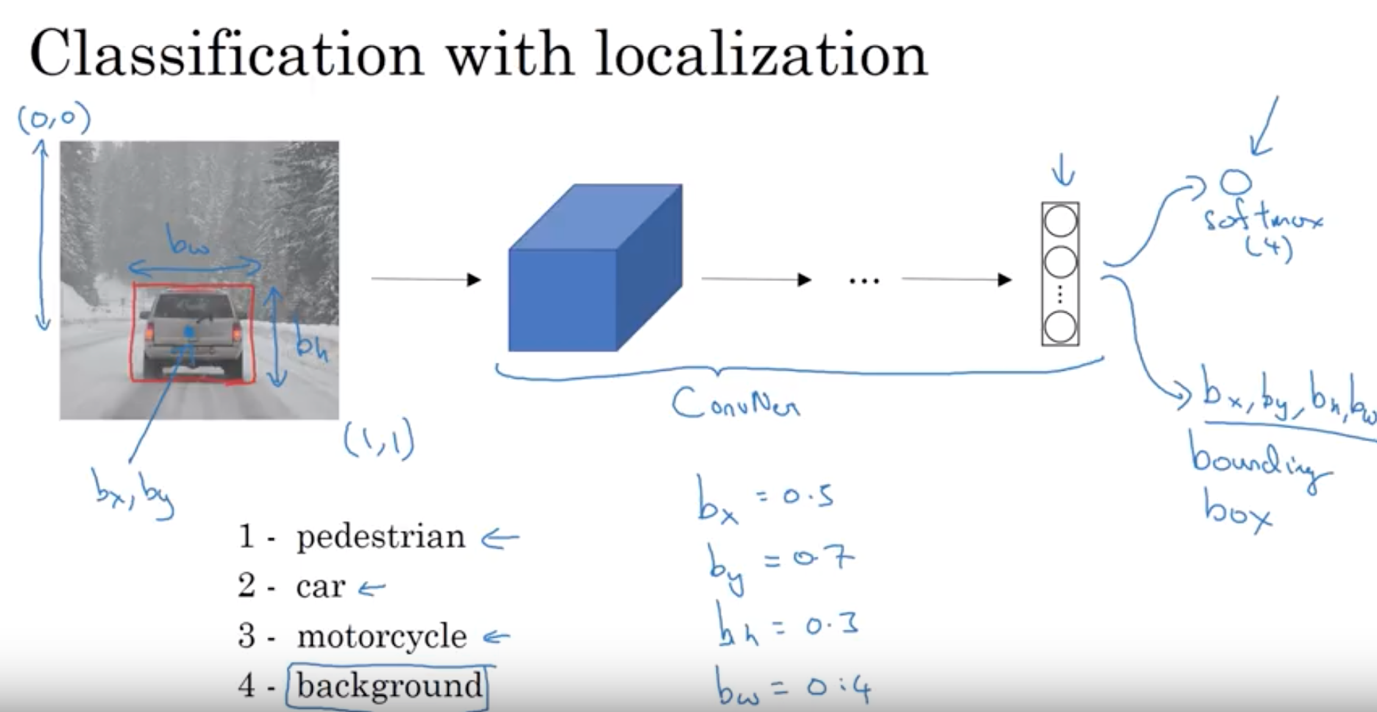 Classification with localization
(0,0)
bw
bh
(1,1)
bx, by
ConvNet
...
softmax
(4)
bx, by, bh, bw
bounding
box
1 - pedestrian
2 - car
3 - motorcycle
4 - background
bx = 0.5
by = 0.7
bh = 0.3
bw = 0.4